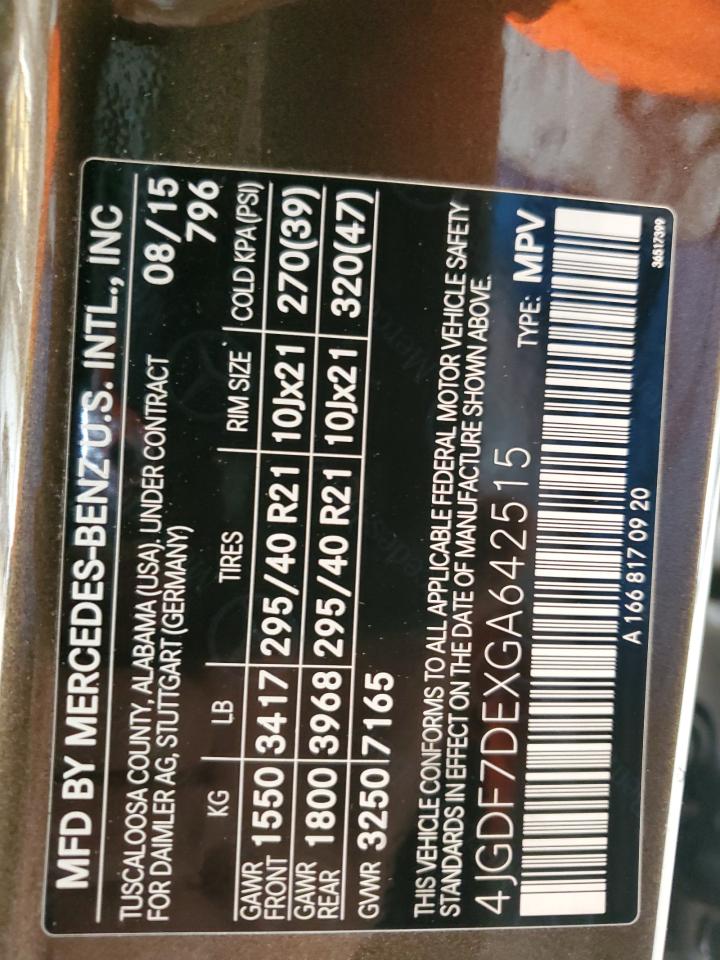 MFD BY MERCEDES-BENZ U.S. INTL., INC
TUSCALOOSA COUNTY, ALABAMA (USA), UNDER CONTRACT 08/15
FOR DAIMLER AG, STUTTGART (GERMANY) 796
KG LB TIRES RIM SIZE COLD KPA(PSI)
GAWR FRONT 1550 3417 295/40 R21 10Jx21 270(39)
GAWR REAR 1800 3968 295/40 R21 10Jx21 320(47)
GVWR 3250 7165
THIS VEHICLE CONFORMS TO ALL APPLICABLE FEDERAL MOTOR VEHICLE SAFETY
STANDARDS IN EFFECT ON THE DATE OF MANUFACTURE SHOWN ABOVE.
4JGDF7DEXGA642515 TYPE: MPV
A 166 817 09 20
36517399